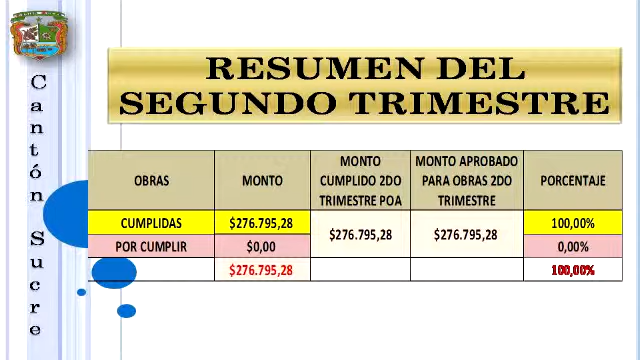 Cantón Sucre
RESUMEN DEL
SEGUNDO TRIMESTRE
OBRAS
MONTO
MONTO
CUMPLIDO 2DO
TRIMESTRE POA
MONTO APROBADO
PARA OBRAS 2DO
TRIMESTRE
PORCENTAJE
CUMPLIDAS
$276.795,28
$276.795,28
$276.795,28
100,00%
POR CUMPLIR
$0,00
0,00%
$276.795,28
100,00%